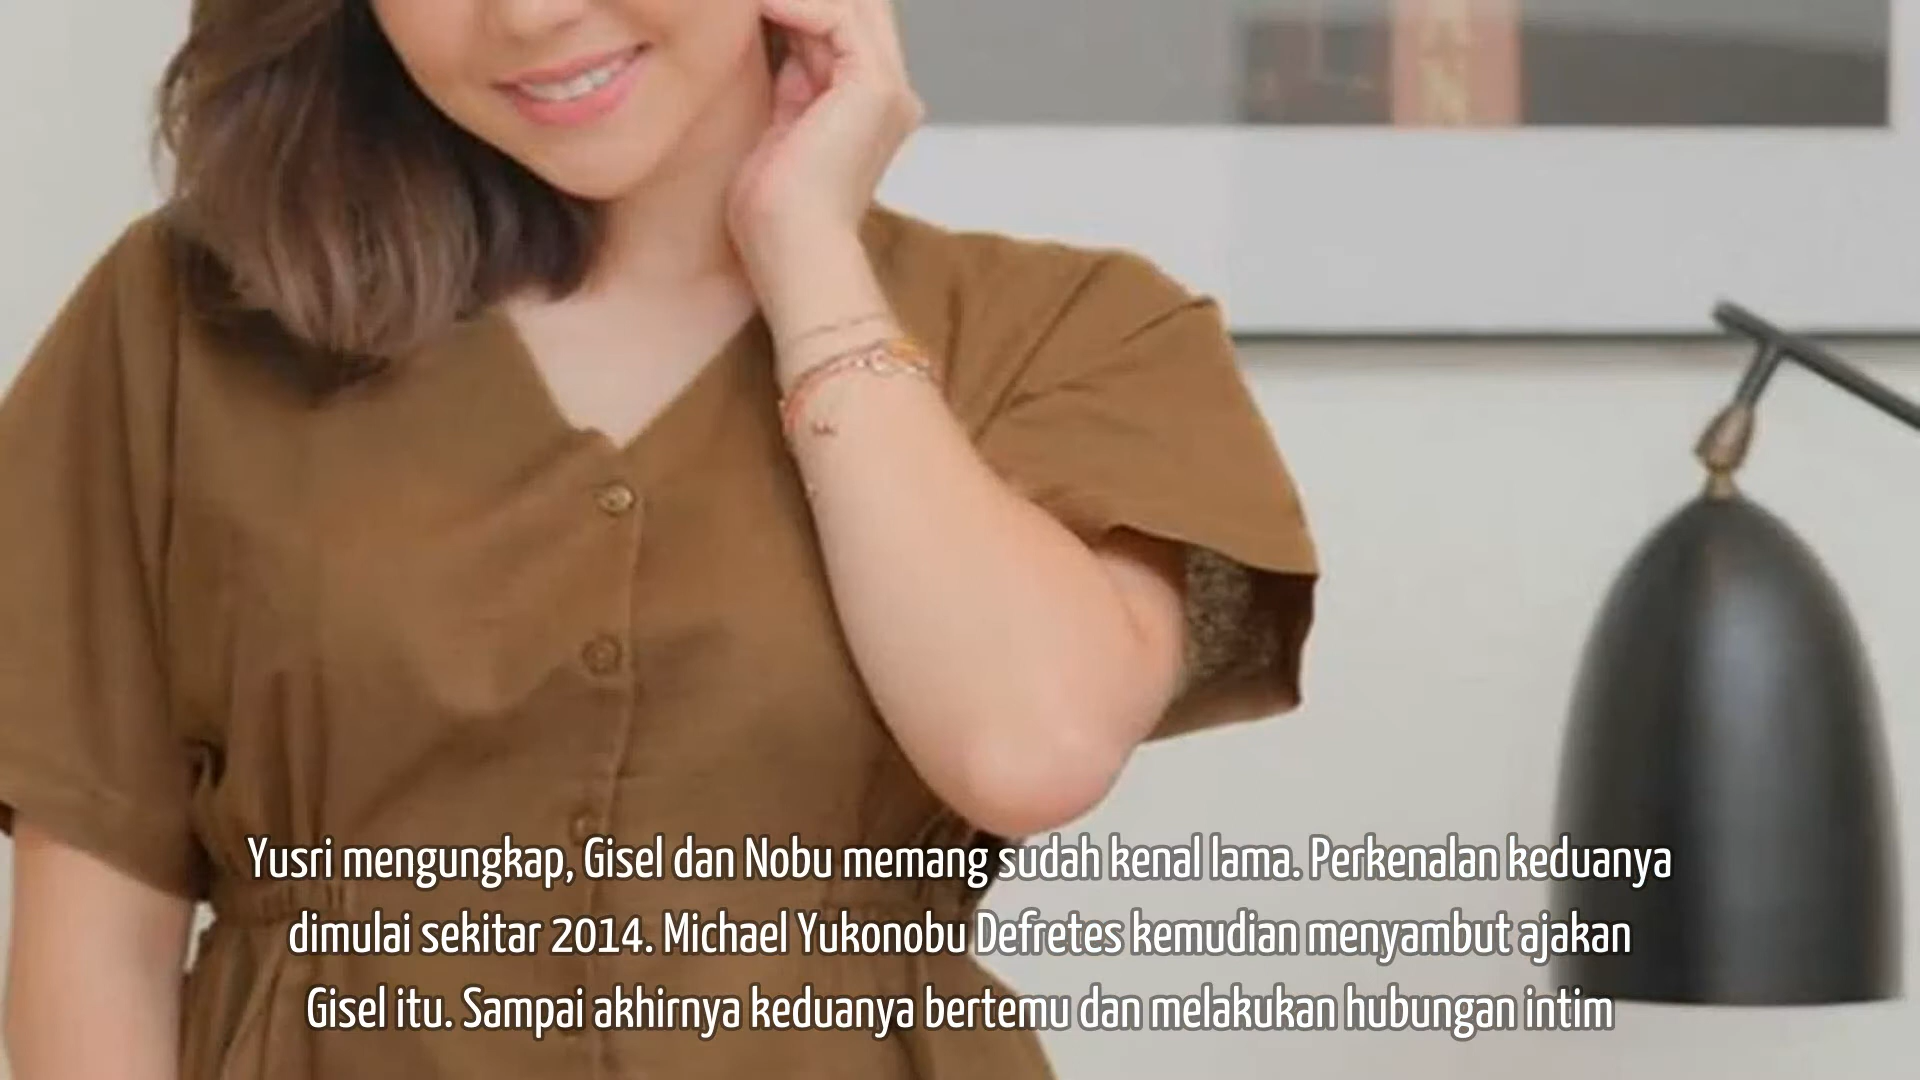 Yusri mengungkap, Gisel dan Nobu memang sudah kenal lama. Perkenalan keduanya
dimulai sekitar 2014. Michael Yukonobu Defretes kemudian menyambut ajakan
Gisel itu. Sampai akhirnya keduanya bertemu dan melakukan hubungan intim